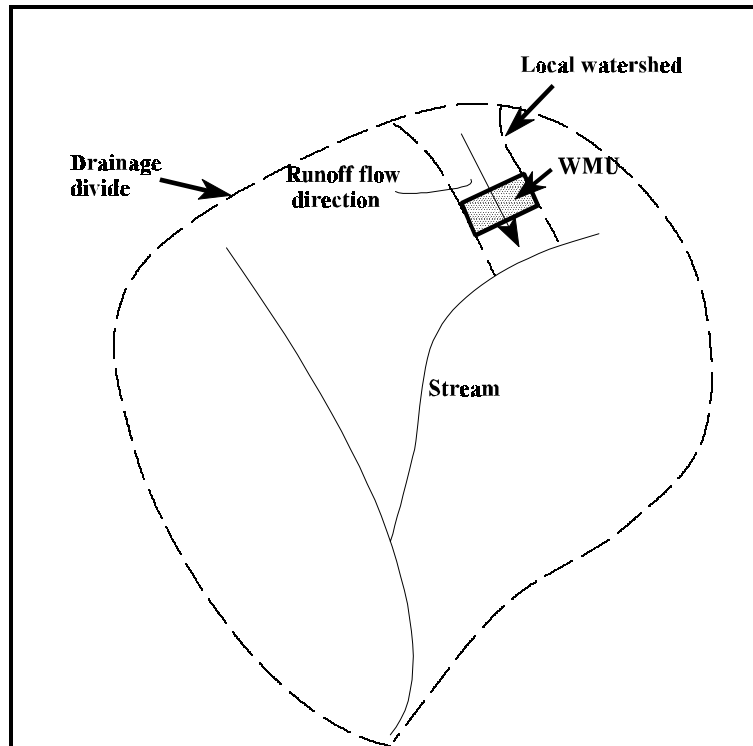 Local watershed
Drainage
divide
WMU
Runoff flow
direction
Stream